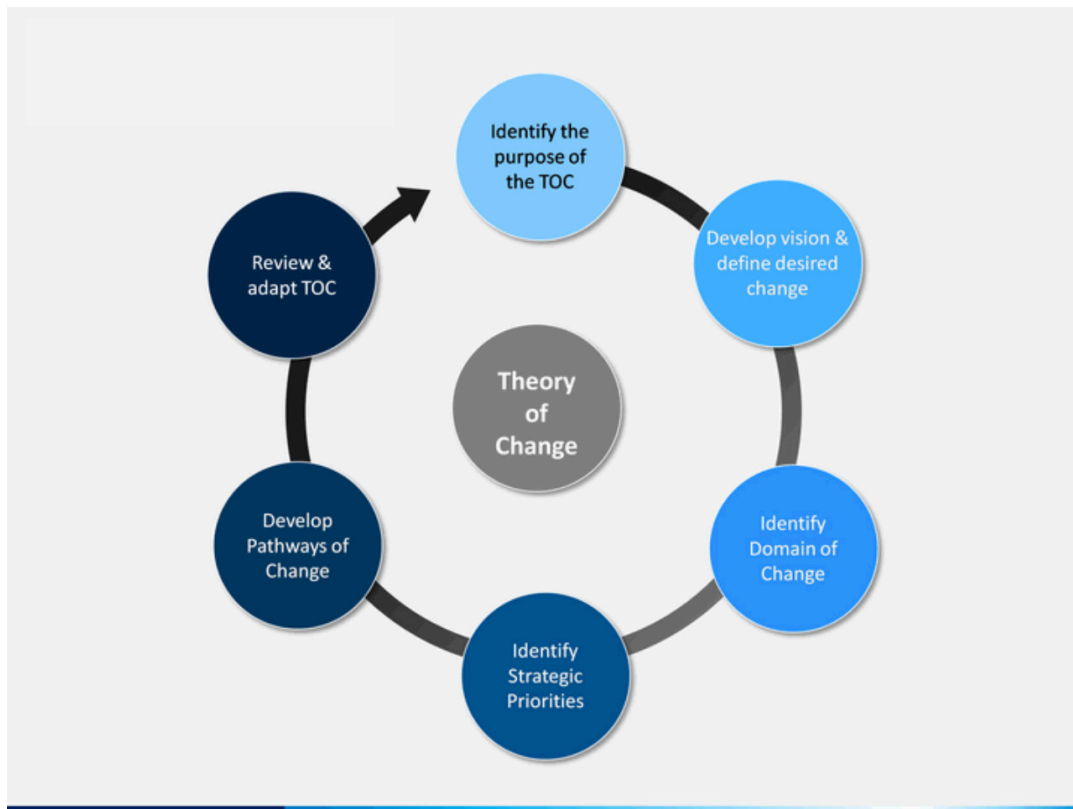 Identify the
purpose of
the TOC
Develop vision &
define desired
change
Identify
Domain of
Change
Identify
Strategic
Priorities
Develop
Pathways of
Change
Review &
adapt TOC
Theory
of
Change